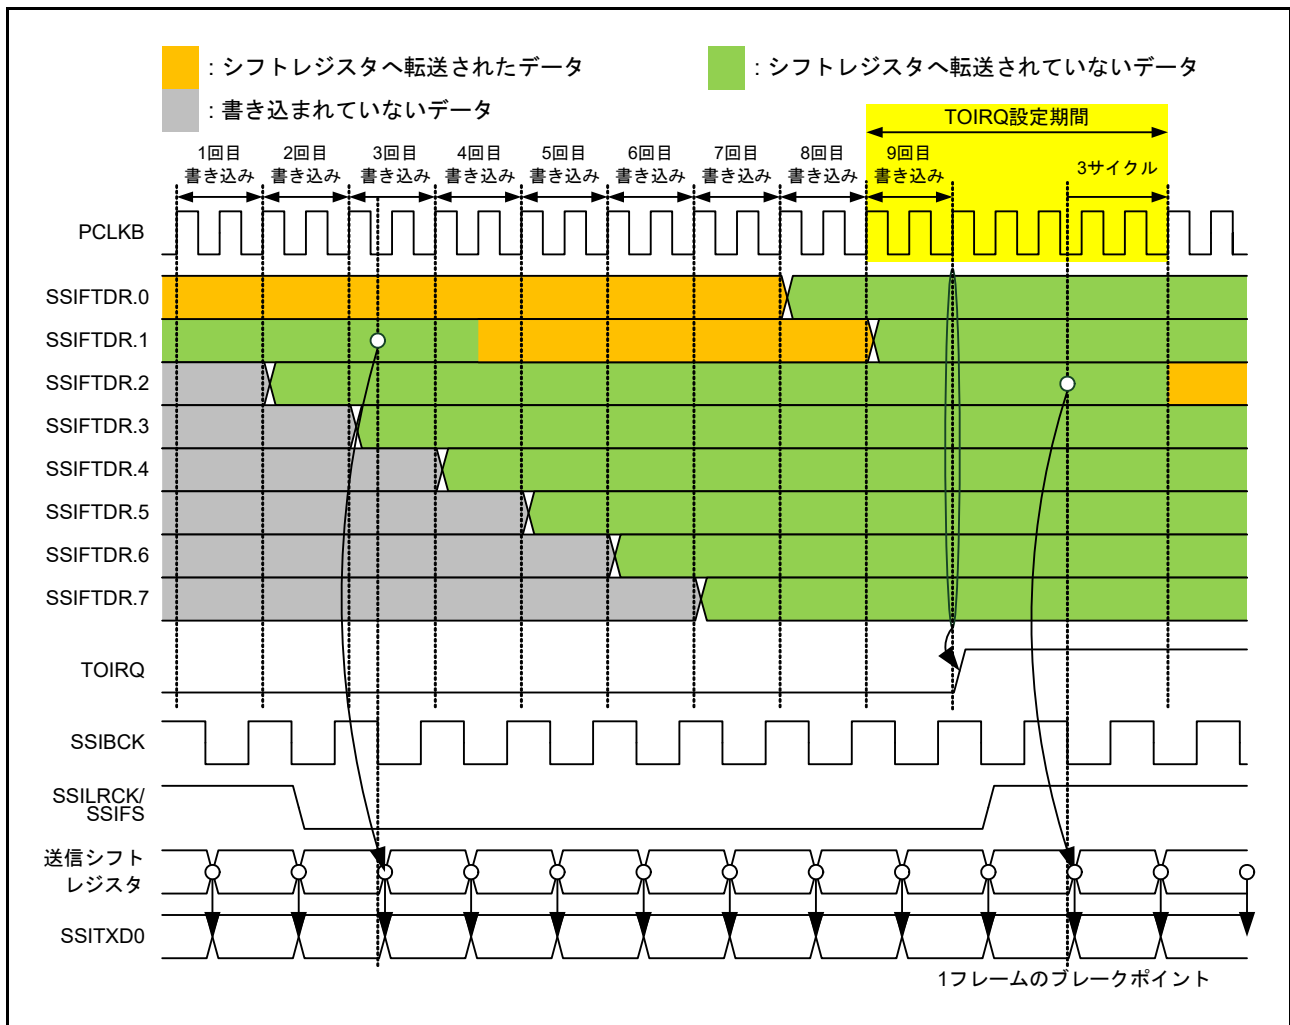 : シフトレジスタへ転送されたデータ
: シフトレジスタへ転送されていないデータ
: 書き込まれていないデータ
TOIRQ設定期間
1回目
書き込み
2回目
書き込み
3回目
書き込み
4回目
書き込み
5回目
書き込み
6回目
書き込み
7回目
書き込み
8回目
書き込み
9回目
書き込み
3サイクル
PCLKB
SSIFTDR.0
SSIFTDR.1
SSIFTDR.2
SSIFTDR.3
SSIFTDR.4
SSIFTDR.5
SSIFTDR.6
SSIFTDR.7
TOIRQ
SSIBCK
SSILRCK/
SSIFS
送信シフト
レジスタ
SSITXD0
1フレームのブレークポイント